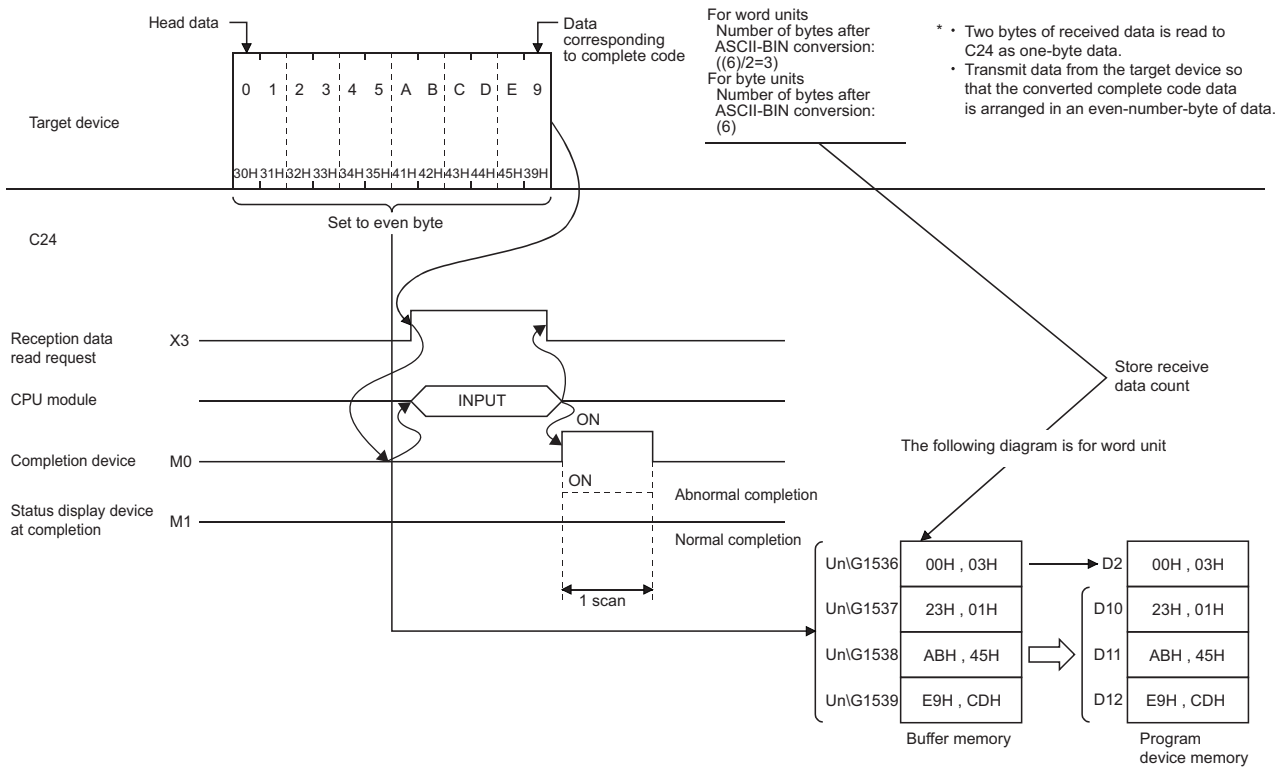 Head data
Data
corresponding
to complete code
For word units
Number of bytes after
ASCII-BIN conversion:
((6)/2=3)
For byte units
Number of bytes after
ASCII-BIN conversion:
(6)
* • Two bytes of received data is read to
C24 as one-byte data.
• Transmit data from the target device so
that the converted complete code data
is arranged in an even-number-byte of data.
Target device
0 1 2 3 4 5 A B C D E 9
30H 31H 32H 33H 34H 35H 41H 42H 43H 44H 45H 39H
Set to even byte
C24
Reception data
read request
X3
CPU module
INPUT
Store receive
data count
ON
Completion device M0
The following diagram is for word unit
ON
Abnormal completion
Status display device
at completion
M1
Normal completion
1 scan
Un\G1536 00H , 03H D2 00H , 03H
Un\G1537 23H , 01H D10 23H , 01H
Un\G1538 ABH , 45H D11 ABH , 45H
Un\G1539 E9H , CDH D12 E9H , CDH
Buffer memory
Program
device memory